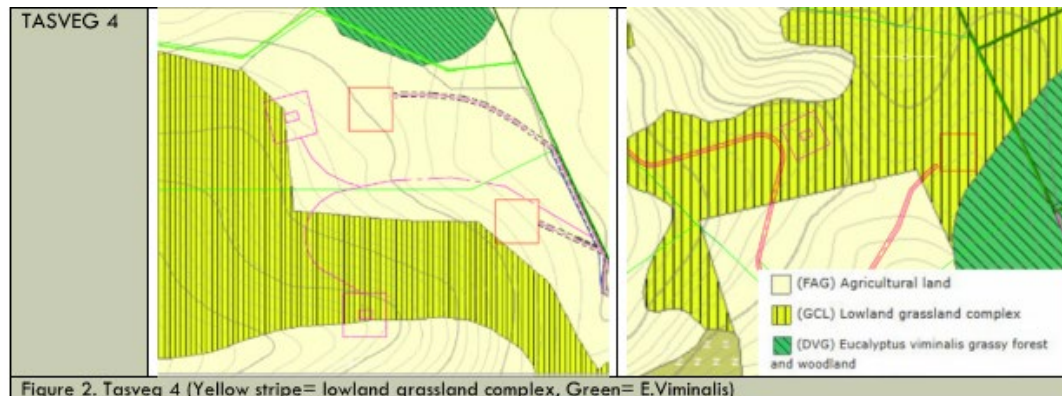 TASVEG 4
(FAG) Agricultural land
(GCL) Lowland grassland complex
(DVG) Eucalyptus viminalis grassy forest
and woodland
Figure 2. Tasveg 4 (Yellow stripe= lowland grassland complex, Green= E.Viminalis)